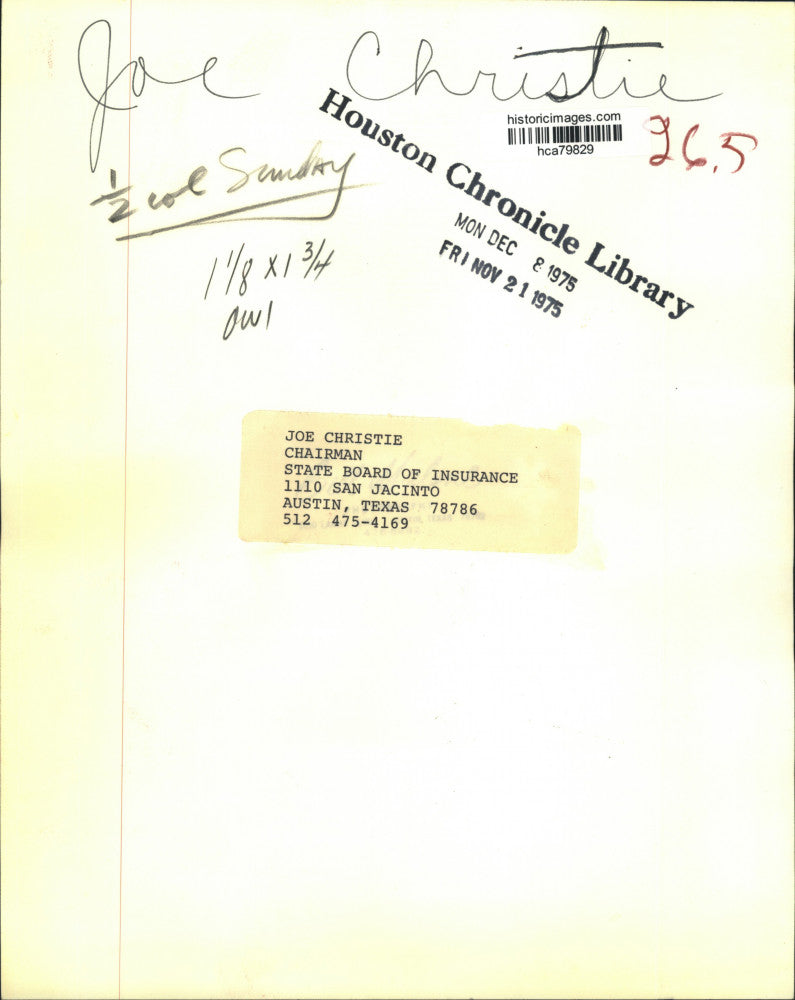 Joe Christie
historicimages.com
hca79829
26.5
Houston Chronicle Library
MON DEC 8 1975
FRI NOV 21 1975
1/2 col Sunday
1 1/8 X 1 3/4
OWI
JOE CHRISTIE
CHAIRMAN
STATE BOARD OF INSURANCE
1110 SAN JACINTO
AUSTIN, TEXAS 78786
512 475-4169